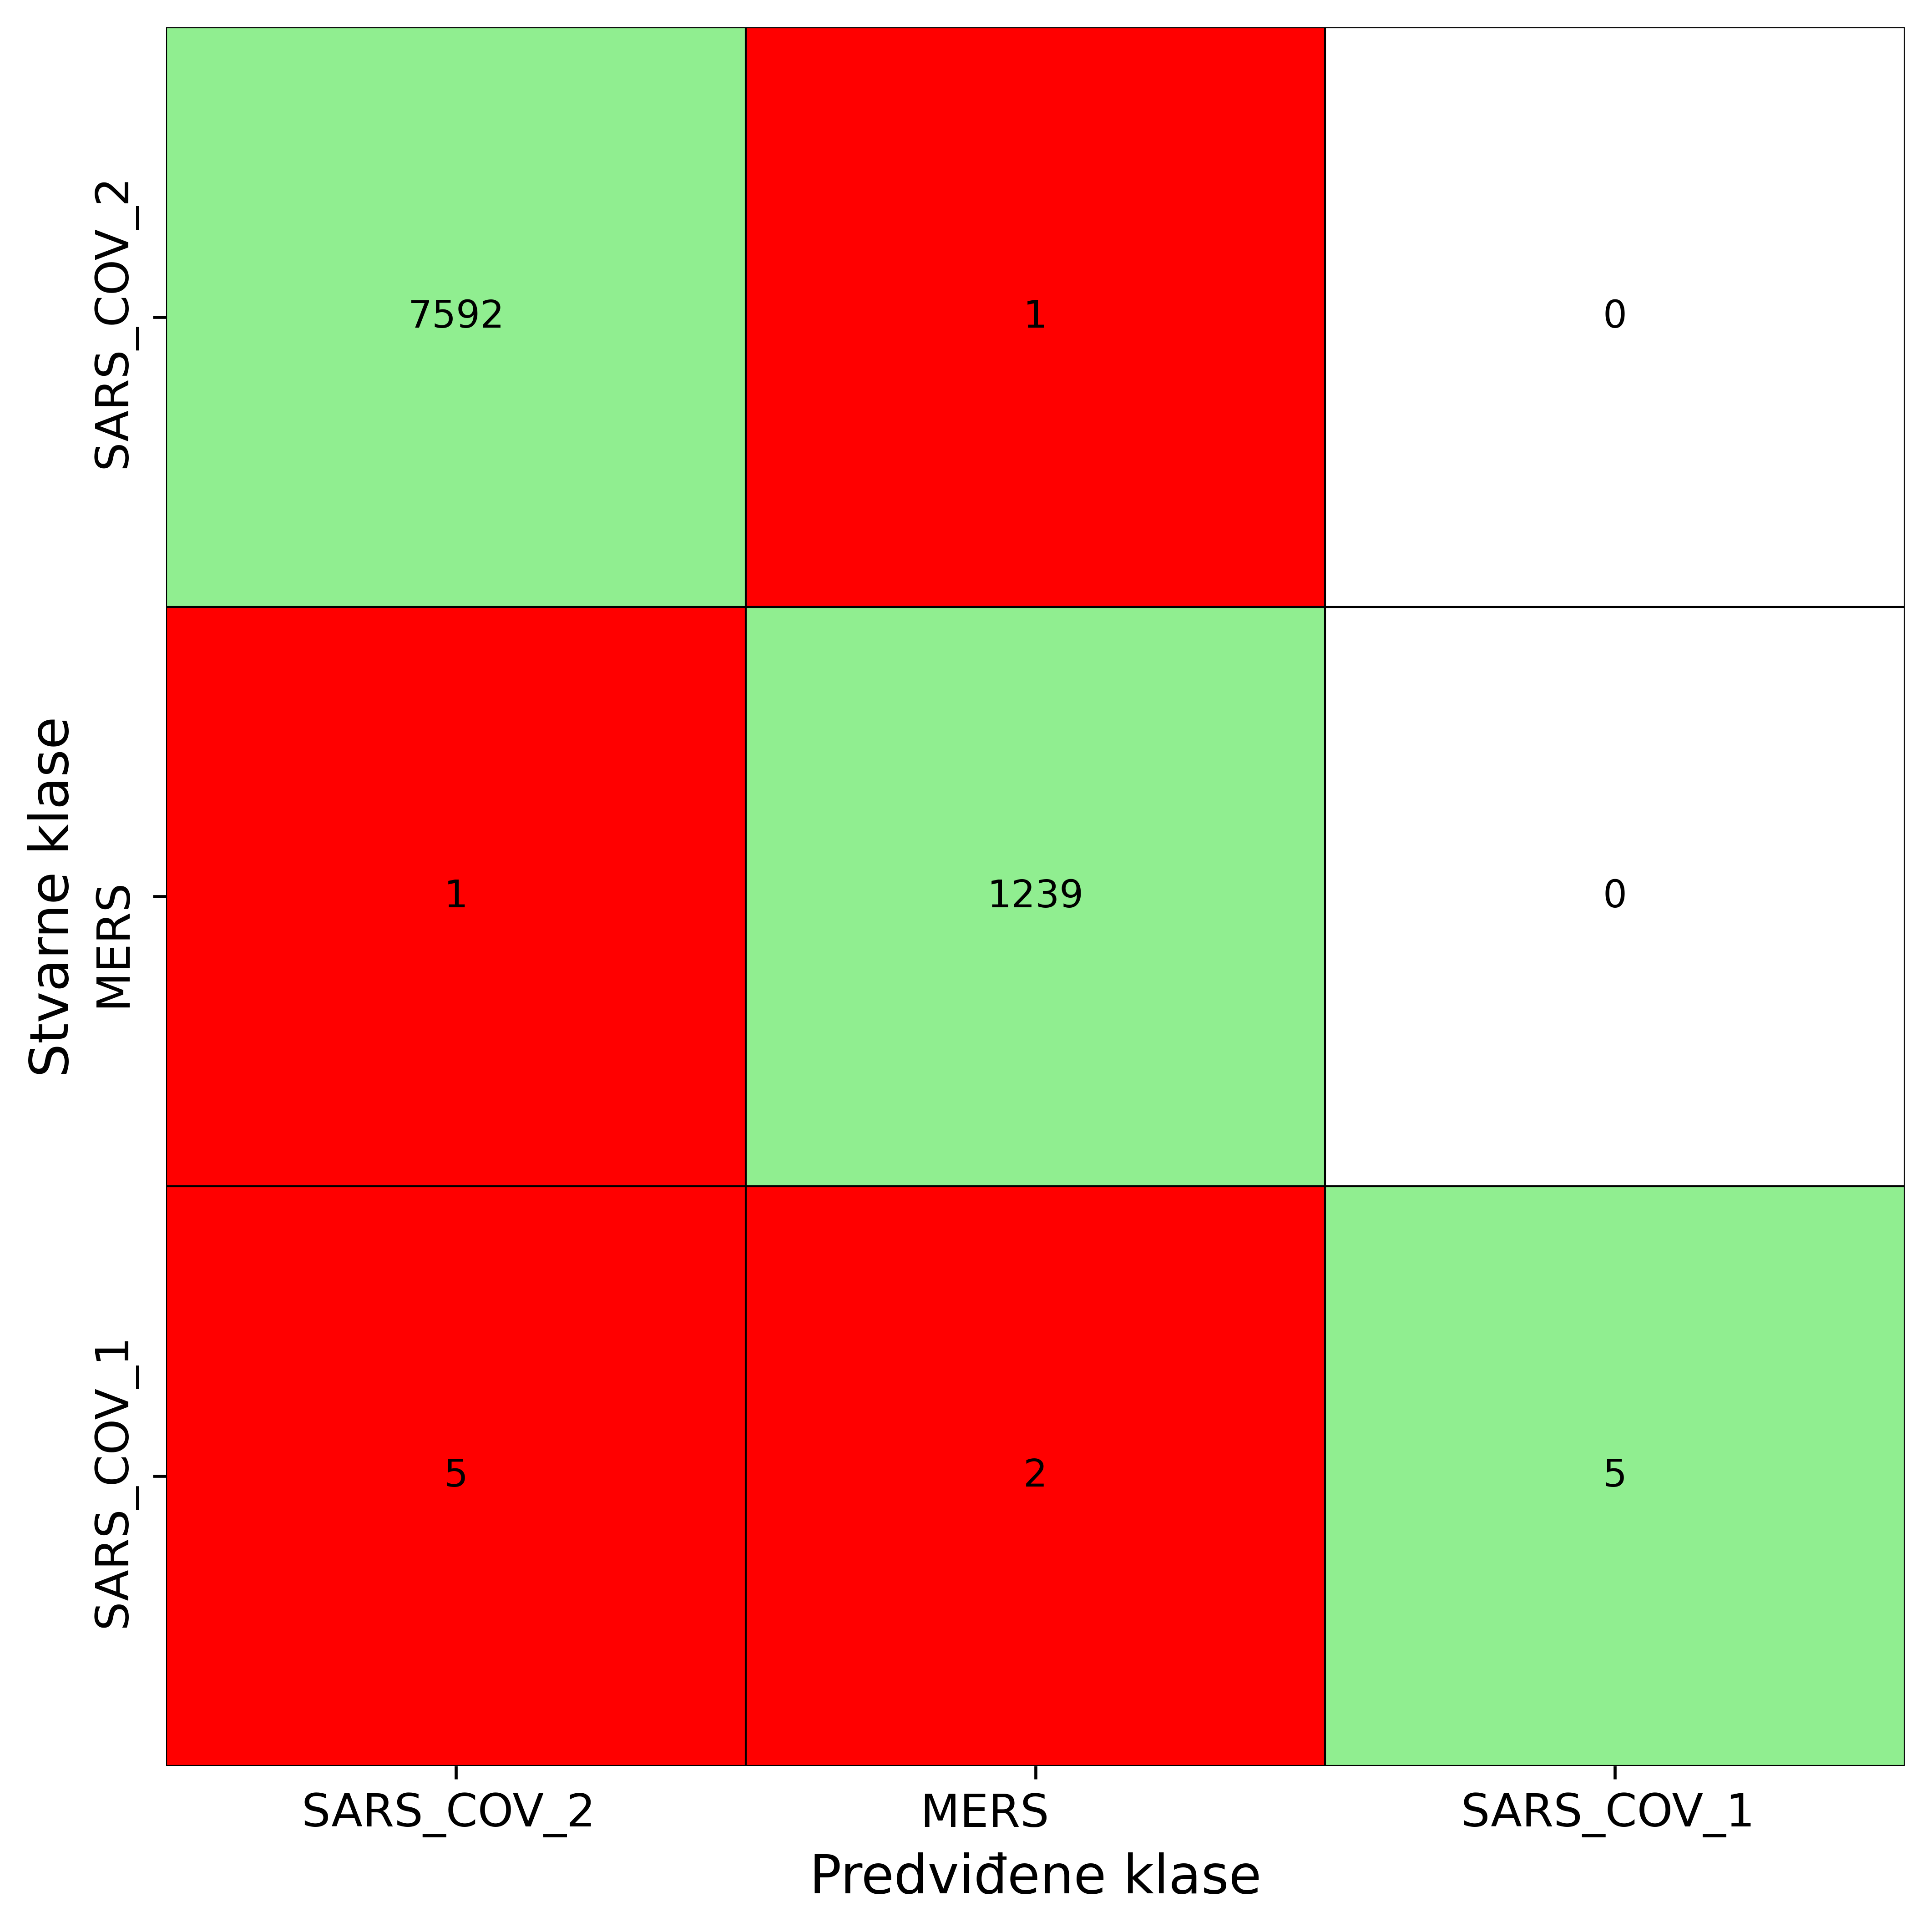 Stvarne klase
SARS_COV_2
7592 1 0
MERS
1 1239 0
SARS_COV_1
5 2 5
SARS_COV_2 MERS SARS_COV_1
Predviđene klase